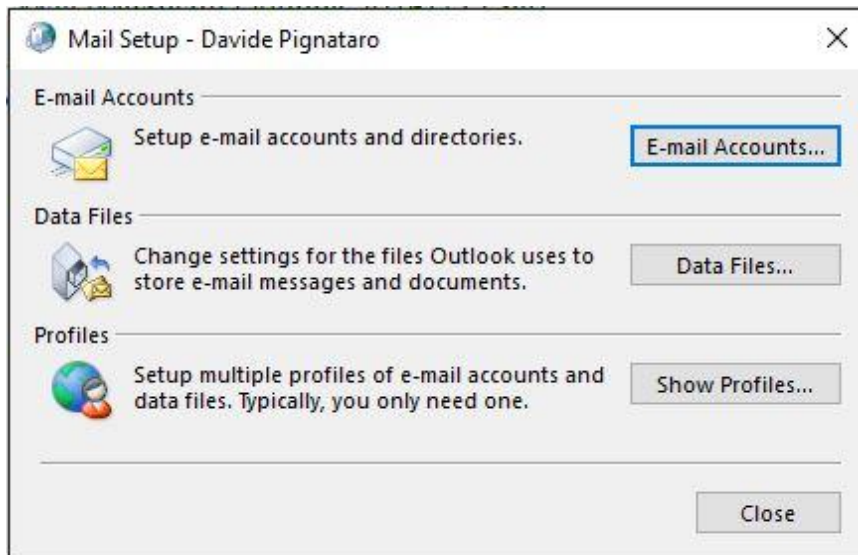 Mail Setup - Davide Pignataro
E-mail Accounts
Setup e-mail accounts and directories.
E-mail Accounts...
Data Files
Change settings for the files Outlook uses to
store e-mail messages and documents.
Data Files...
Profiles
Setup multiple profiles of e-mail accounts and
data files. Typically, you only need one.
Show Profiles...
Close